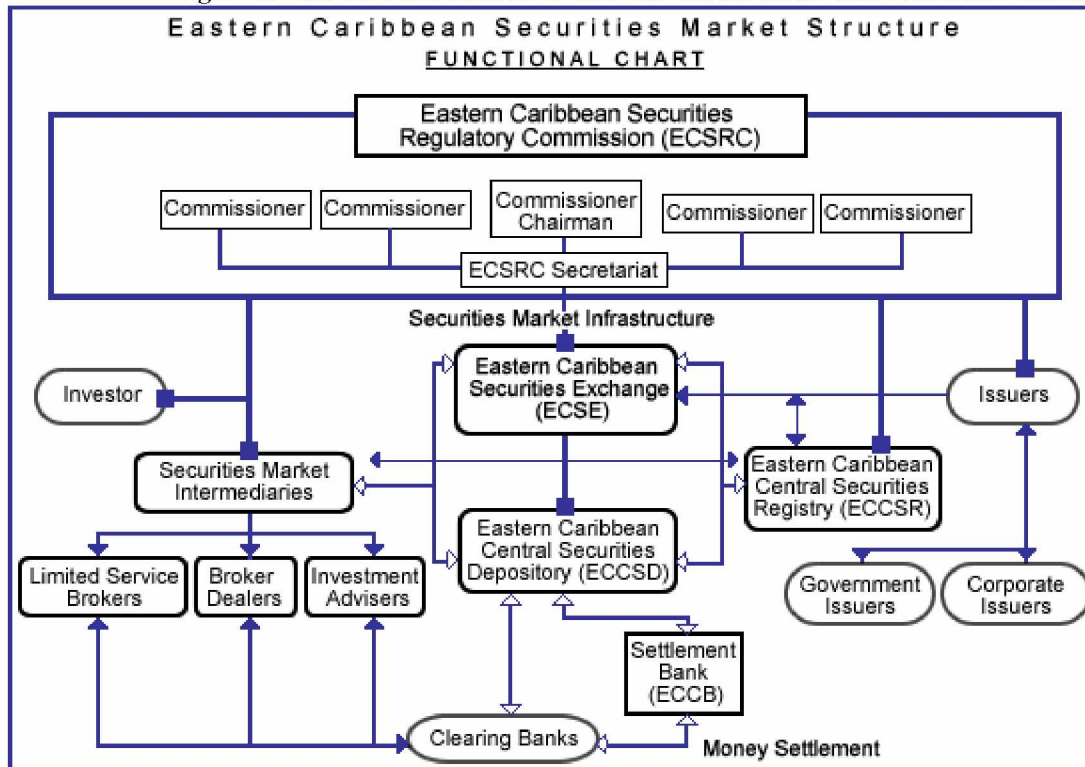 Eastern Caribbean Securities Market Structure
FUNCTIONAL CHART
Eastern Caribbean Securities
Regulatory Commission (ECSRC)
Commissioner
Commissioner
Commissioner
Chairman
Commissioner
Commissioner
ECSRC Secretariat
Securities Market Infrastructure
Investor
Eastern Caribbean
Securities Exchange
(ECSE)
Issuers
Securities Market
Intermediaries
Eastern Caribbean
Central Securities
Registry (ECCSR)
Eastern Caribbean
Central Securities
Depository (ECCSD)
Limited Service
Brokers
Broker
Dealers
Investment
Advisers
Government
Issuers
Corporate
Issuers
Settlement
Bank
(ECCB)
Clearing Banks
Money Settlement